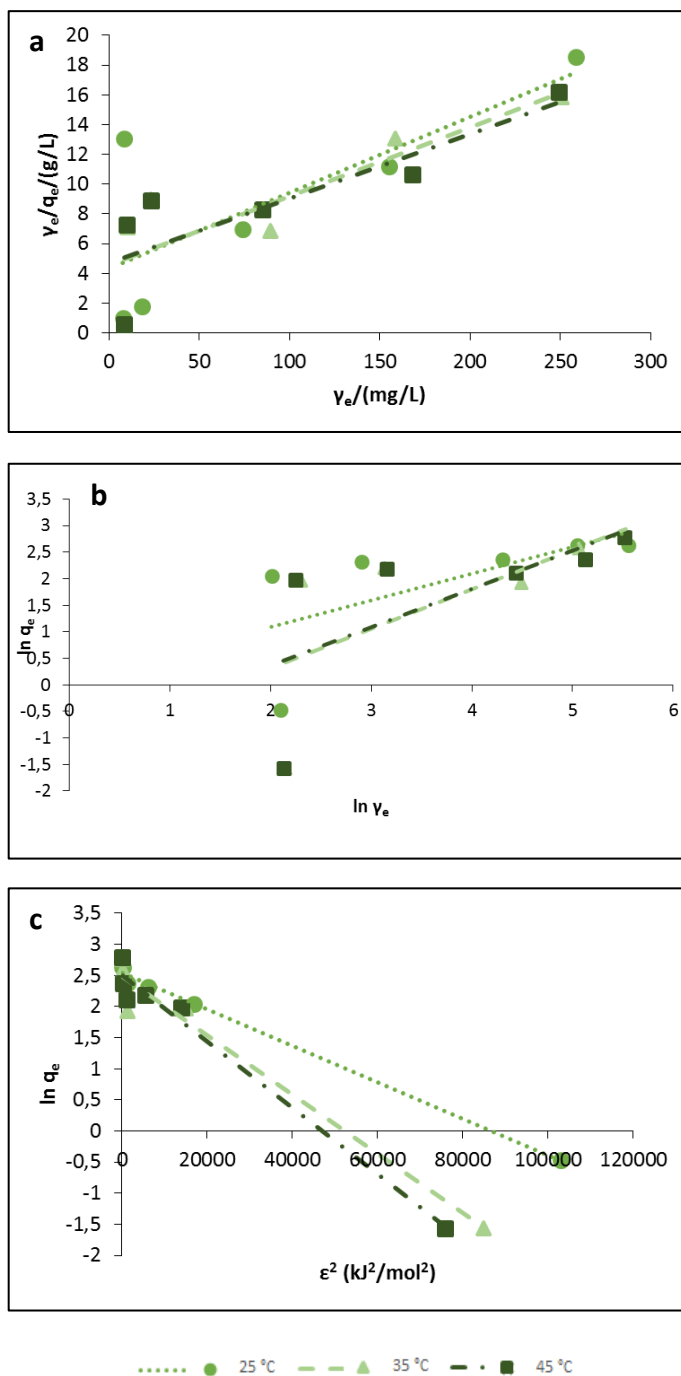 a
20
18
16
14
12
10
8
6
4
2
0
0 50 100 150 200 250 300
γe/qe/(g/L)
γe/(mg/L)
b
3,5
3
2,5
2
1,5
1
0,5
0
-0,5
-1
-1,5
-2
0 1 2 3 4 5 6
ln qe
ln γe
c
3,5
3
2,5
2
1,5
1
0,5
0
-0,5
-1
-1,5
-2
0 20000 40000 60000 80000 100000 120000
ln qe
ε² (kJ²/mol²)
25 ⁰C 35 ⁰C 45 ⁰C